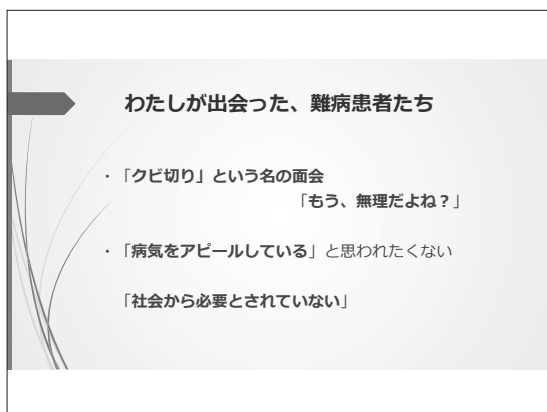 わたしが出会った、難病患者たち
・「クビ切り」という名の面会
「もう、無理だよね？」
・「病気をアピールしている」と思われたくない
「社会から必要とされていない」